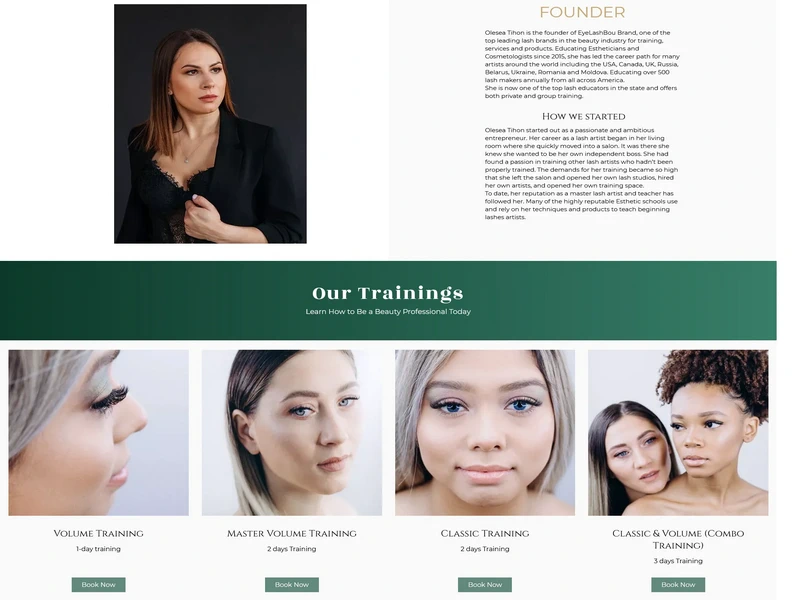 FOUNDER
Olesea Tihon is the founder of EyeLashBou Brand, one of the
top leading lash brands in the beauty industry for training,
services and products. Educating Estheticians and
Cosmetologists since 2015, she has led the career path for many
artists around the world including the USA, Canada, UK, Russia,
Belarus, Ukraine, Romania and Moldova. Educating over 500
lash makers annually from all across America.
She is now one of the top lash educators in the state and offers
both private and group training.
How we started
Olesea Tihon started out as a passionate and ambitious
entrepreneur. Her career as a lash artist began in her living
room where she quickly moved into a salon. It was there she
knew she wanted to be her own independent boss. She had
found a passion in training other lash artists who hadn't been
properly trained. The demands for her training became so high
that she left the salon and opened her own lash studios, hired
her own artists, and opened her own training space.
To date, her reputation as a master lash artist and teacher has
followed her. Many of the highly reputable Esthetic schools use
and rely on her techniques and products to teach beginning
lashes artists.
Our Trainings
Learn How to Be a Beauty Professional Today
Volume Training
1-day training
Book Now
Master Volume Training
2 days Training
Book Now
Classic Training
2 days Training
Book Now
Classic & Volume (Combo
Training)
3 days Training
Book Now